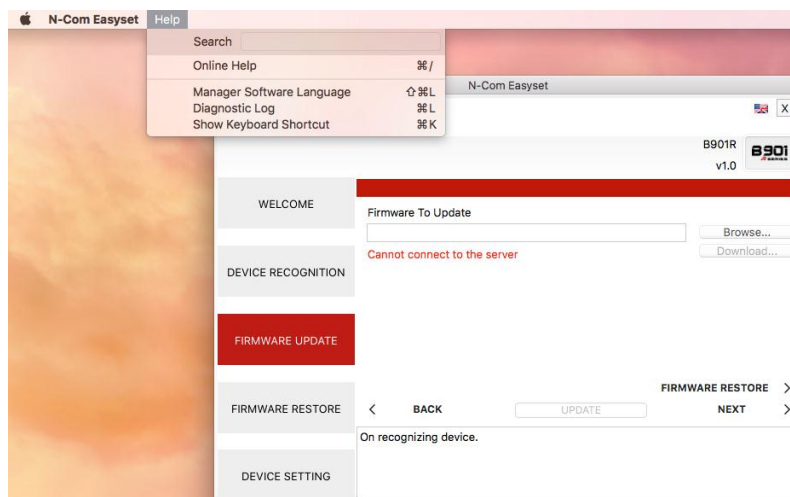 N-Com Easyset Help
Search
Online Help ⌘/
Manager Software Language ⇧⌘L
Diagnostic Log ⌘L
Show Keyboard Shortcut ⌘K
N-Com Easyset
X
B901R
v1.0
B901
SERIES
WELCOME
Firmware To Update
Browse...
Cannot connect to the server
Download...
DEVICE RECOGNITION
FIRMWARE UPDATE
FIRMWARE RESTORE >
FIRMWARE RESTORE
< BACK UPDATE NEXT >
On recognizing device.
DEVICE SETTING